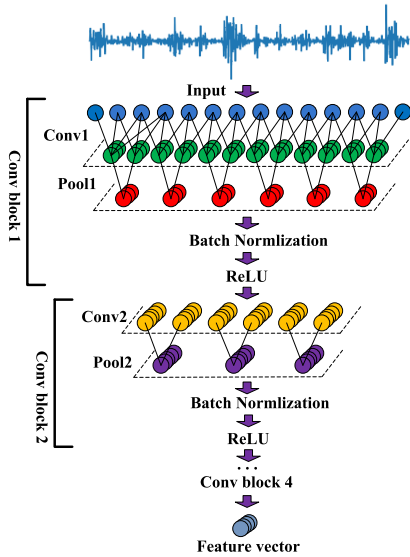 Input
Conv1
Pool1
Conv block 1
Batch Normlization
ReLU
Conv2
Pool2
Conv block 2
Batch Normlization
ReLU
...
Conv block 4
Feature vector